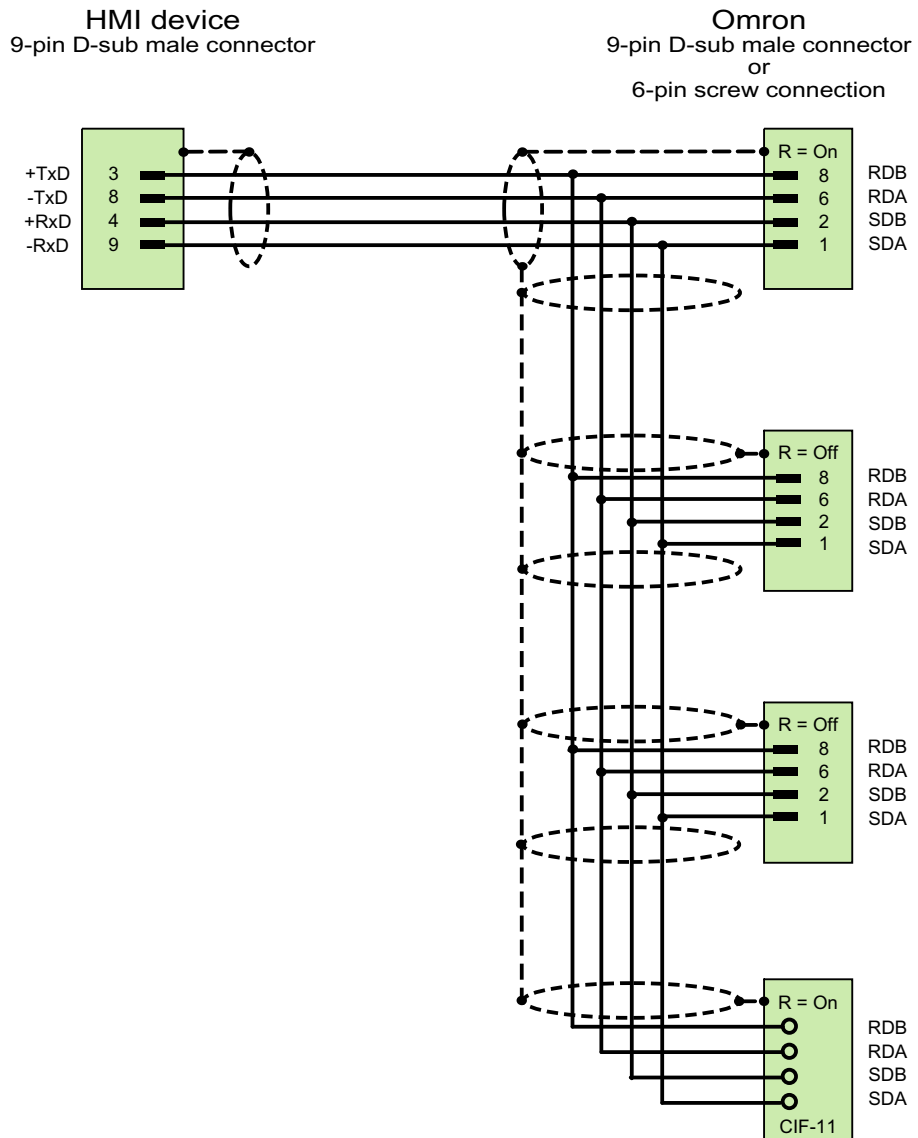 HMI device
9-pin D-sub male connector
Omron
9-pin D-sub male connector
or
6-pin screw connection
R = On
+TxD 3
-TxD 8
+RxD 4
-RxD 9
8 RDB
6 RDA
2 SDB
1 SDA
R = Off
8 RDB
6 RDA
2 SDB
1 SDA
R = Off
8 RDB
6 RDA
2 SDB
1 SDA
R = On
RDB
RDA
SDB
SDA
CIF-11